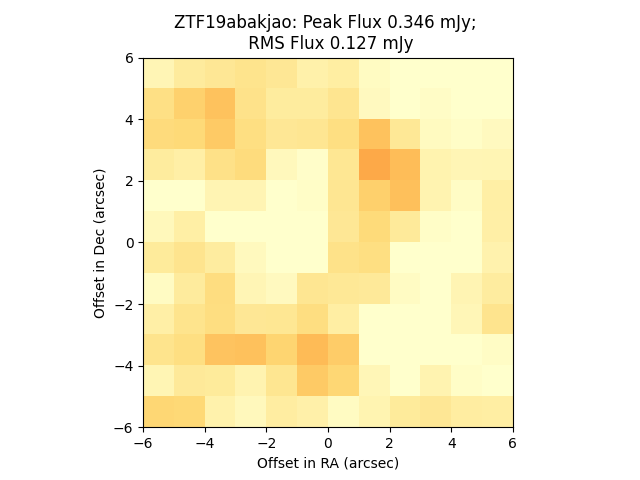 ZTF19abakjao: Peak Flux 0.346 mJy;
RMS Flux 0.127 mJy
6
4
2
0
−2
−4
−6
Offset in Dec (arcsec)
−6 −4 −2 0 2 4 6
Offset in RA (arcsec)